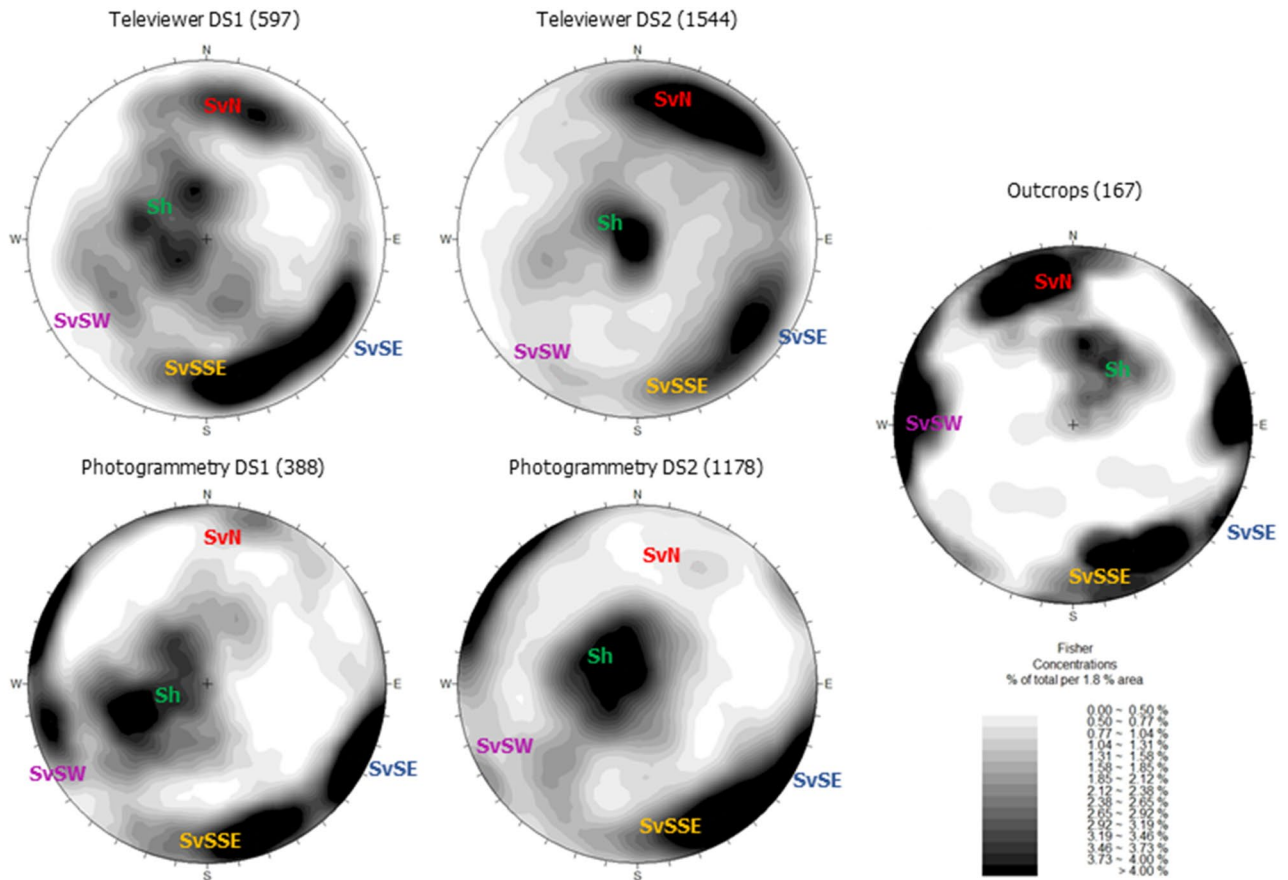 Televiewer DS1 (597)
N
SvN
Sh
W
E
SvSW
SvSE
SvSSE
S
Televiewer DS2 (1544)
N
SvN
Sh
W
E
SvSW
SvSE
SvSSE
S
Outcrops (167)
N
SvN
Sh
W
SvSW
E
SvSE
SvSSE
S
Photogrammetry DS1 (388)
N
SvN
W
Sh
E
SvSW
SvSE
SvSSE
S
Photogrammetry DS2 (1178)
N
SvN
Sh
W
E
SvSW
SvSE
SvSSE
S
Fisher
Concentrations
% of total per 1.8 % area
0.00 ~ 0.50 %
0.50 ~ 0.77 %
0.77 ~ 1.04 %
1.04 ~ 1.31 %
1.31 ~ 1.58 %
1.58 ~ 1.85 %
1.85 ~ 2.12 %
2.12 ~ 2.38 %
2.38 ~ 2.65 %
2.65 ~ 2.92 %
2.92 ~ 3.19 %
3.19 ~ 3.46 %
3.46 ~ 3.73 %
3.73 ~ 4.00 %
> 4.00 %